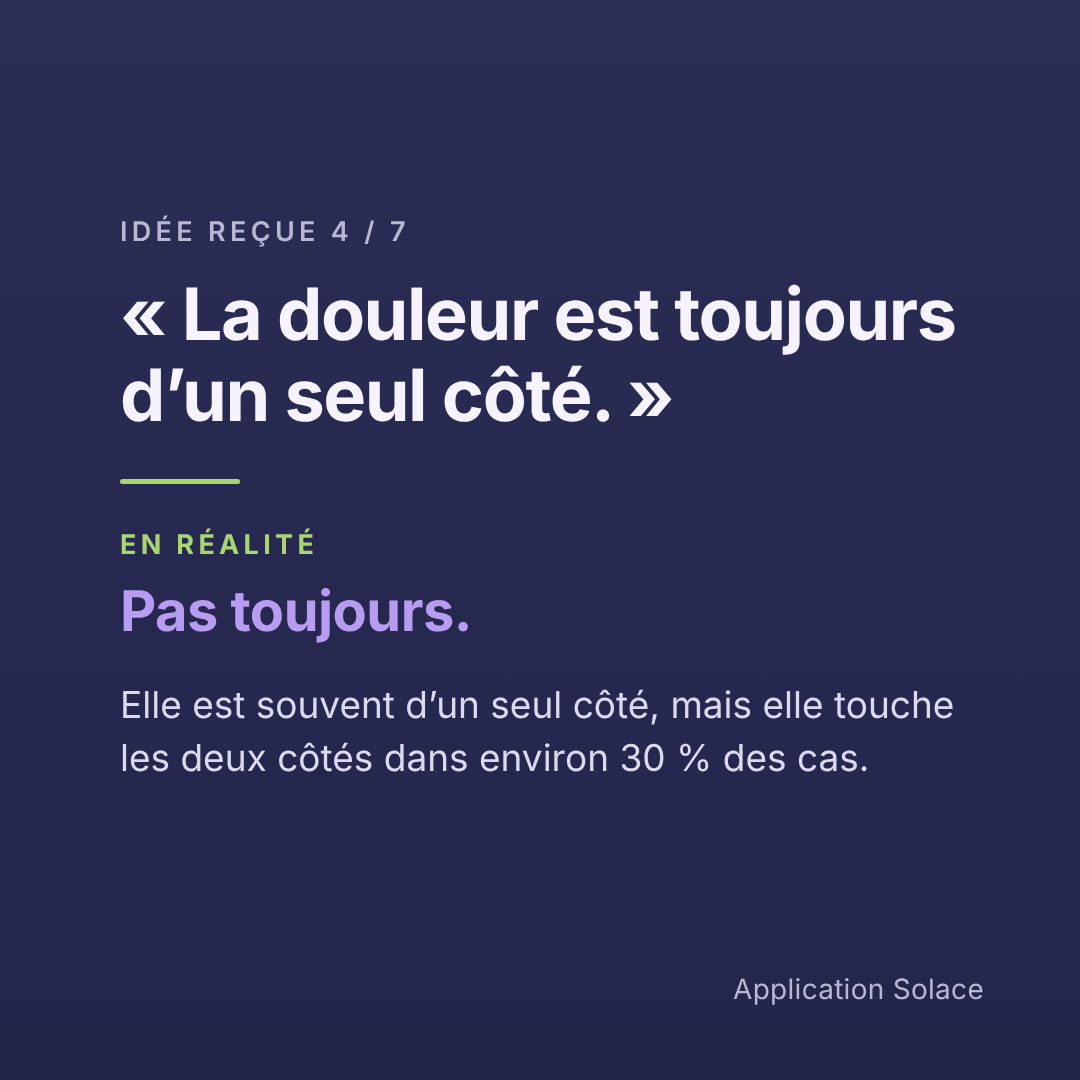 IDÉE REÇUE 4 / 7
« La douleur est toujours
d’un seul côté. »
EN RÉALITÉ
Pas toujours.
Elle est souvent d’un seul côté, mais elle touche
les deux côtés dans environ 30 % des cas.
Application Solace